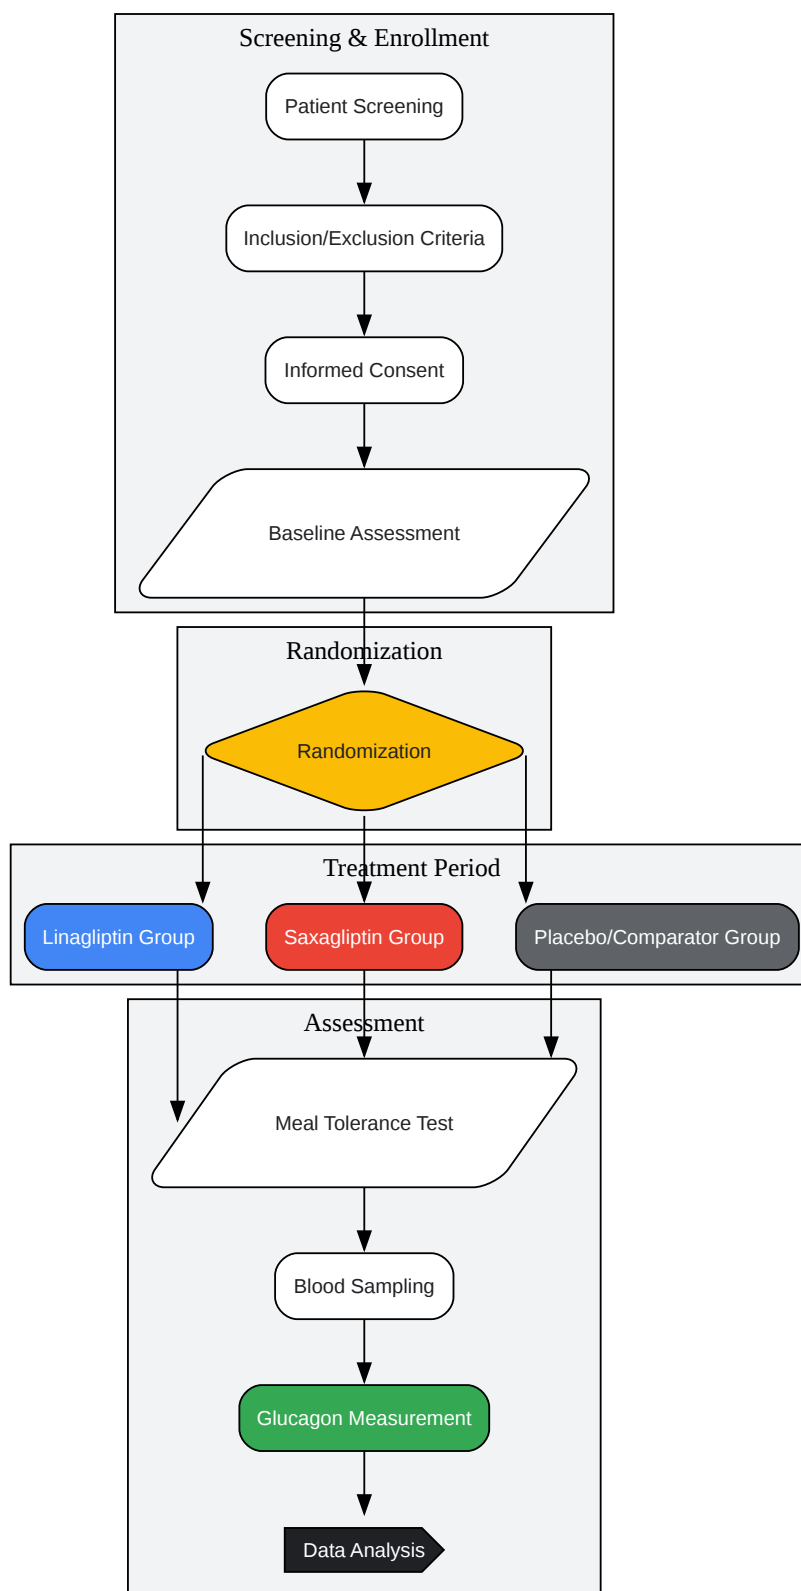 Screening & Enrollment
Patient Screening
Inclusion/Exclusion Criteria
Informed Consent
Baseline Assessment
Randomization
Randomization
Treatment Period
Linagliptin Group
Saxagliptin Group
Placebo/Comparator Group
Assessment
Meal Tolerance Test
Blood Sampling
Glucagon Measurement
Data Analysis